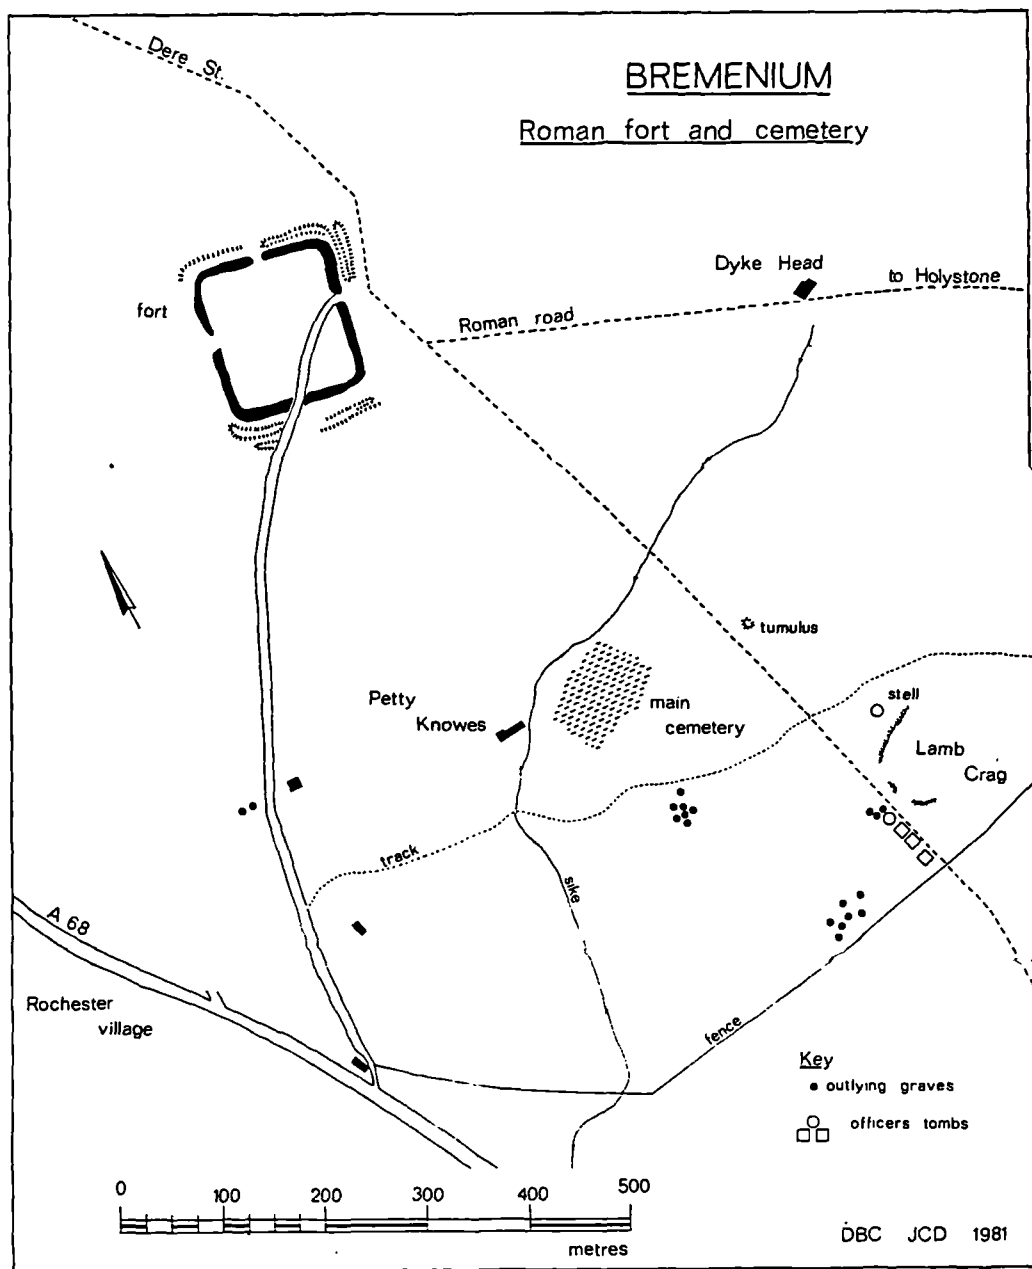 Dere St.
BREMENIUM
Roman fort and cemetery
Dyke Head
to Holystone
fort
Roman road
tumulus
Petty
Knowes
main
cemetery
stell
Lamb
Crag
track
sike
A 68
Rochester
village
fence
Key
outlying graves
officers tombs
0 100 200 300 400 500
metres
DBC JCD 1981